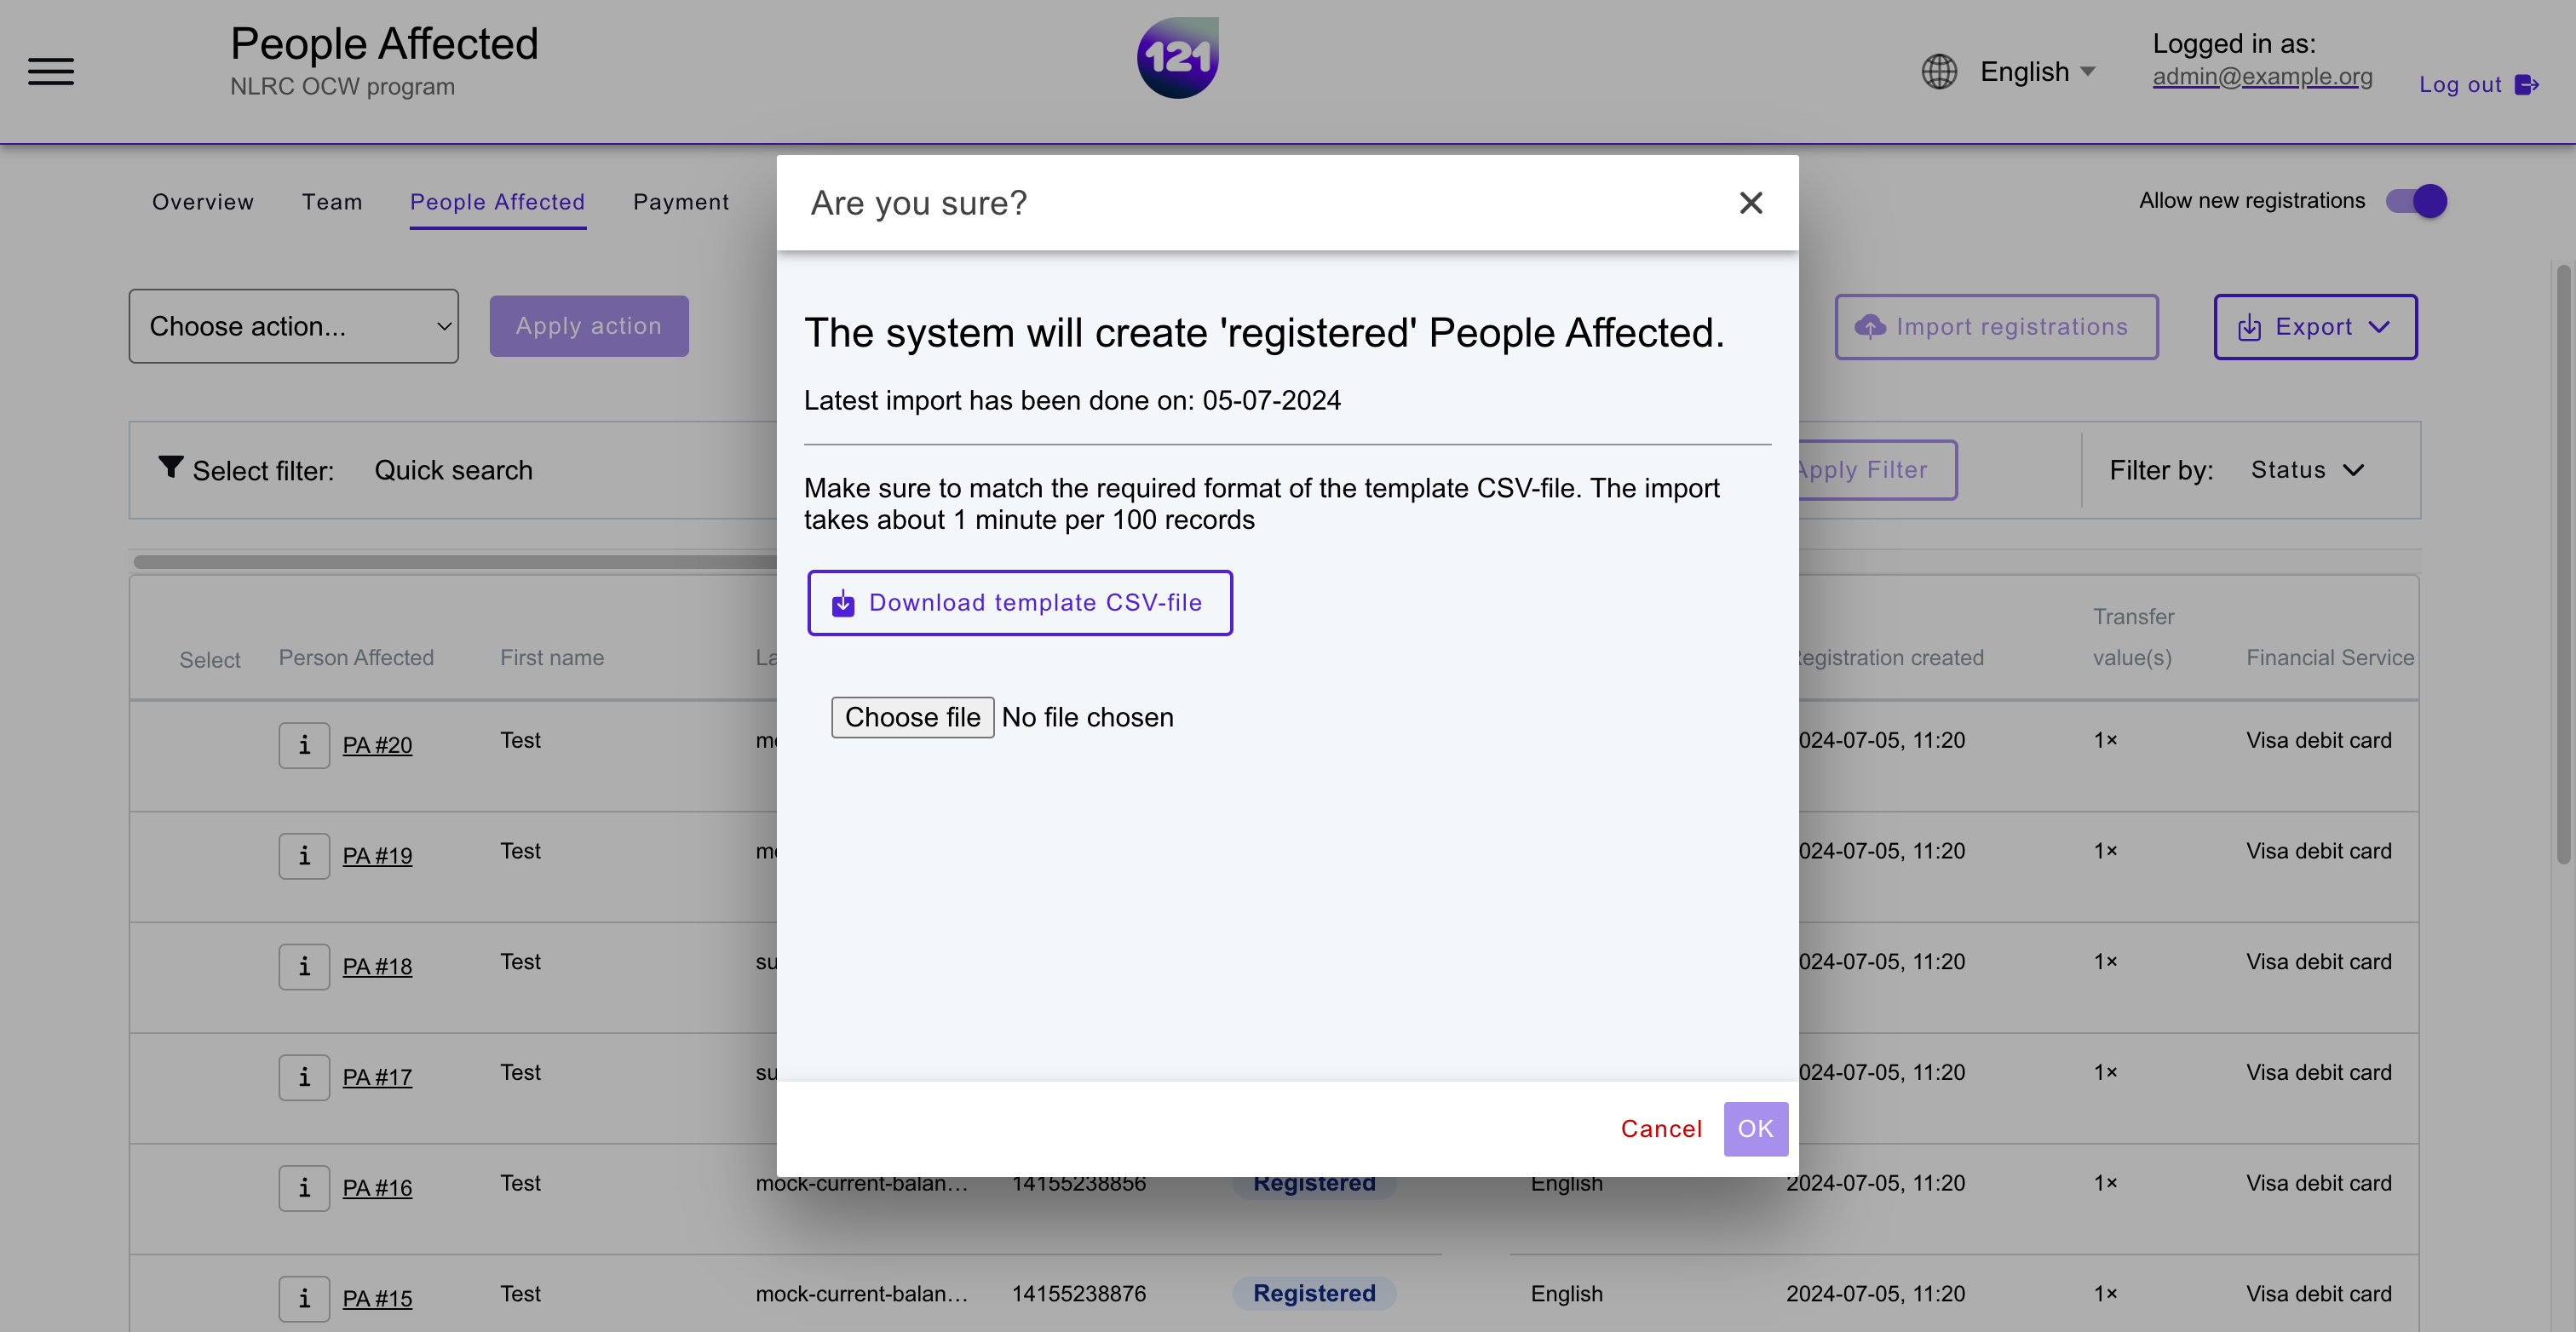 People Affected
NLRC OCW program
121
English
Logged in as:
admin@example.org
Log out
Overview Team People Affected Payment
Allow new registrations
Are you sure?
Choose action...
Apply action
Import registrations
Export
The system will create 'registered' People Affected.
Latest import has been done on: 05-07-2024
Select filter: Quick search
Apply Filter
Filter by: Status
Make sure to match the required format of the template CSV-file. The import
takes about 1 minute per 100 records
Download template CSV-file
Choose file No file chosen
Select Person Affected First name
Registration created Transfer value(s) Financial Service
i PA #20 Test 024-07-05, 11:20 1× Visa debit card
i PA #19 Test 024-07-05, 11:20 1× Visa debit card
i PA #18 Test su 024-07-05, 11:20 1× Visa debit card
i PA #17 Test su 024-07-05, 11:20 1× Visa debit card
Cancel OK
i PA #16 Test mock-current-balan… 14155238856 Registered English 2024-07-05, 11:20 1× Visa debit card
i PA #15 Test mock-current-balan… 14155238876 Registered English 2024-07-05, 11:20 1× Visa debit card